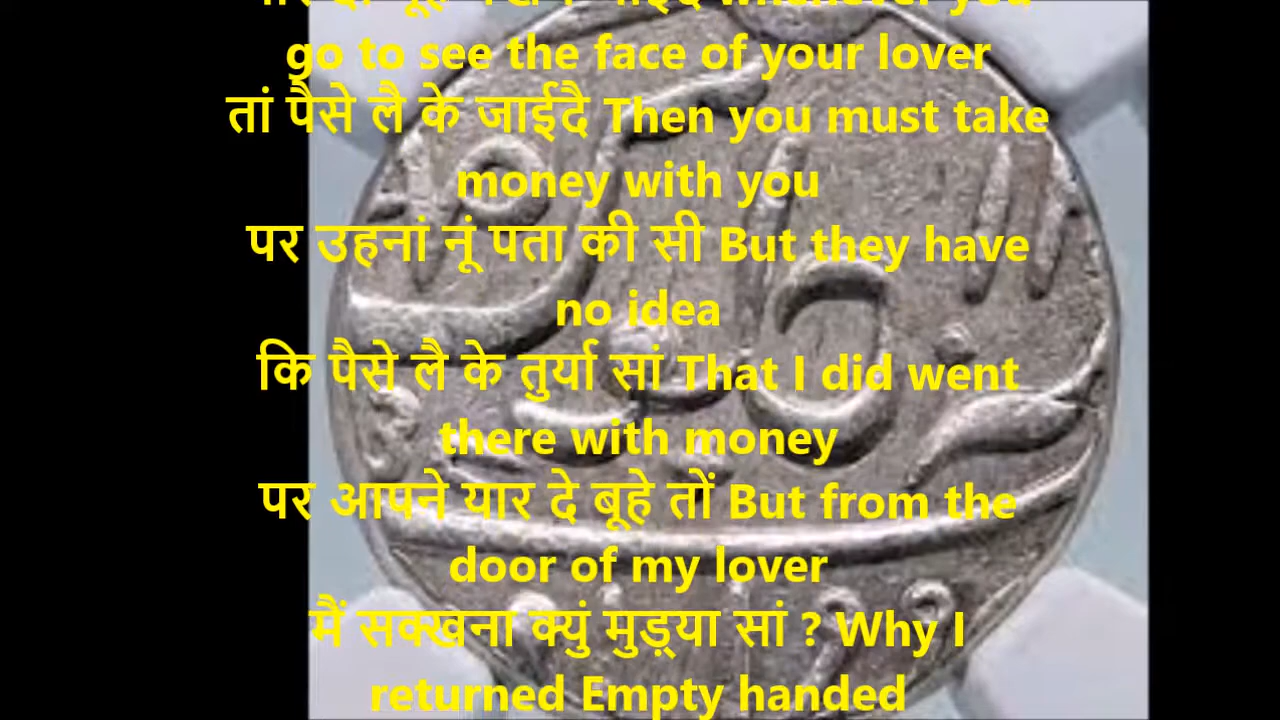 whenever you
go to see the face of your lover
तां पैसे लै के जाईदै Then you must take
money with you
पर उहनां नूं पता की सी But they have
no idea
कि पैसे लै के तुर्या सां That I did went
there with money
पर आपने यार दे बूहे तों But from the
door of my lover
मैं सक्खना क्युं मुड़्या सां ? Why I
returned Empty handed